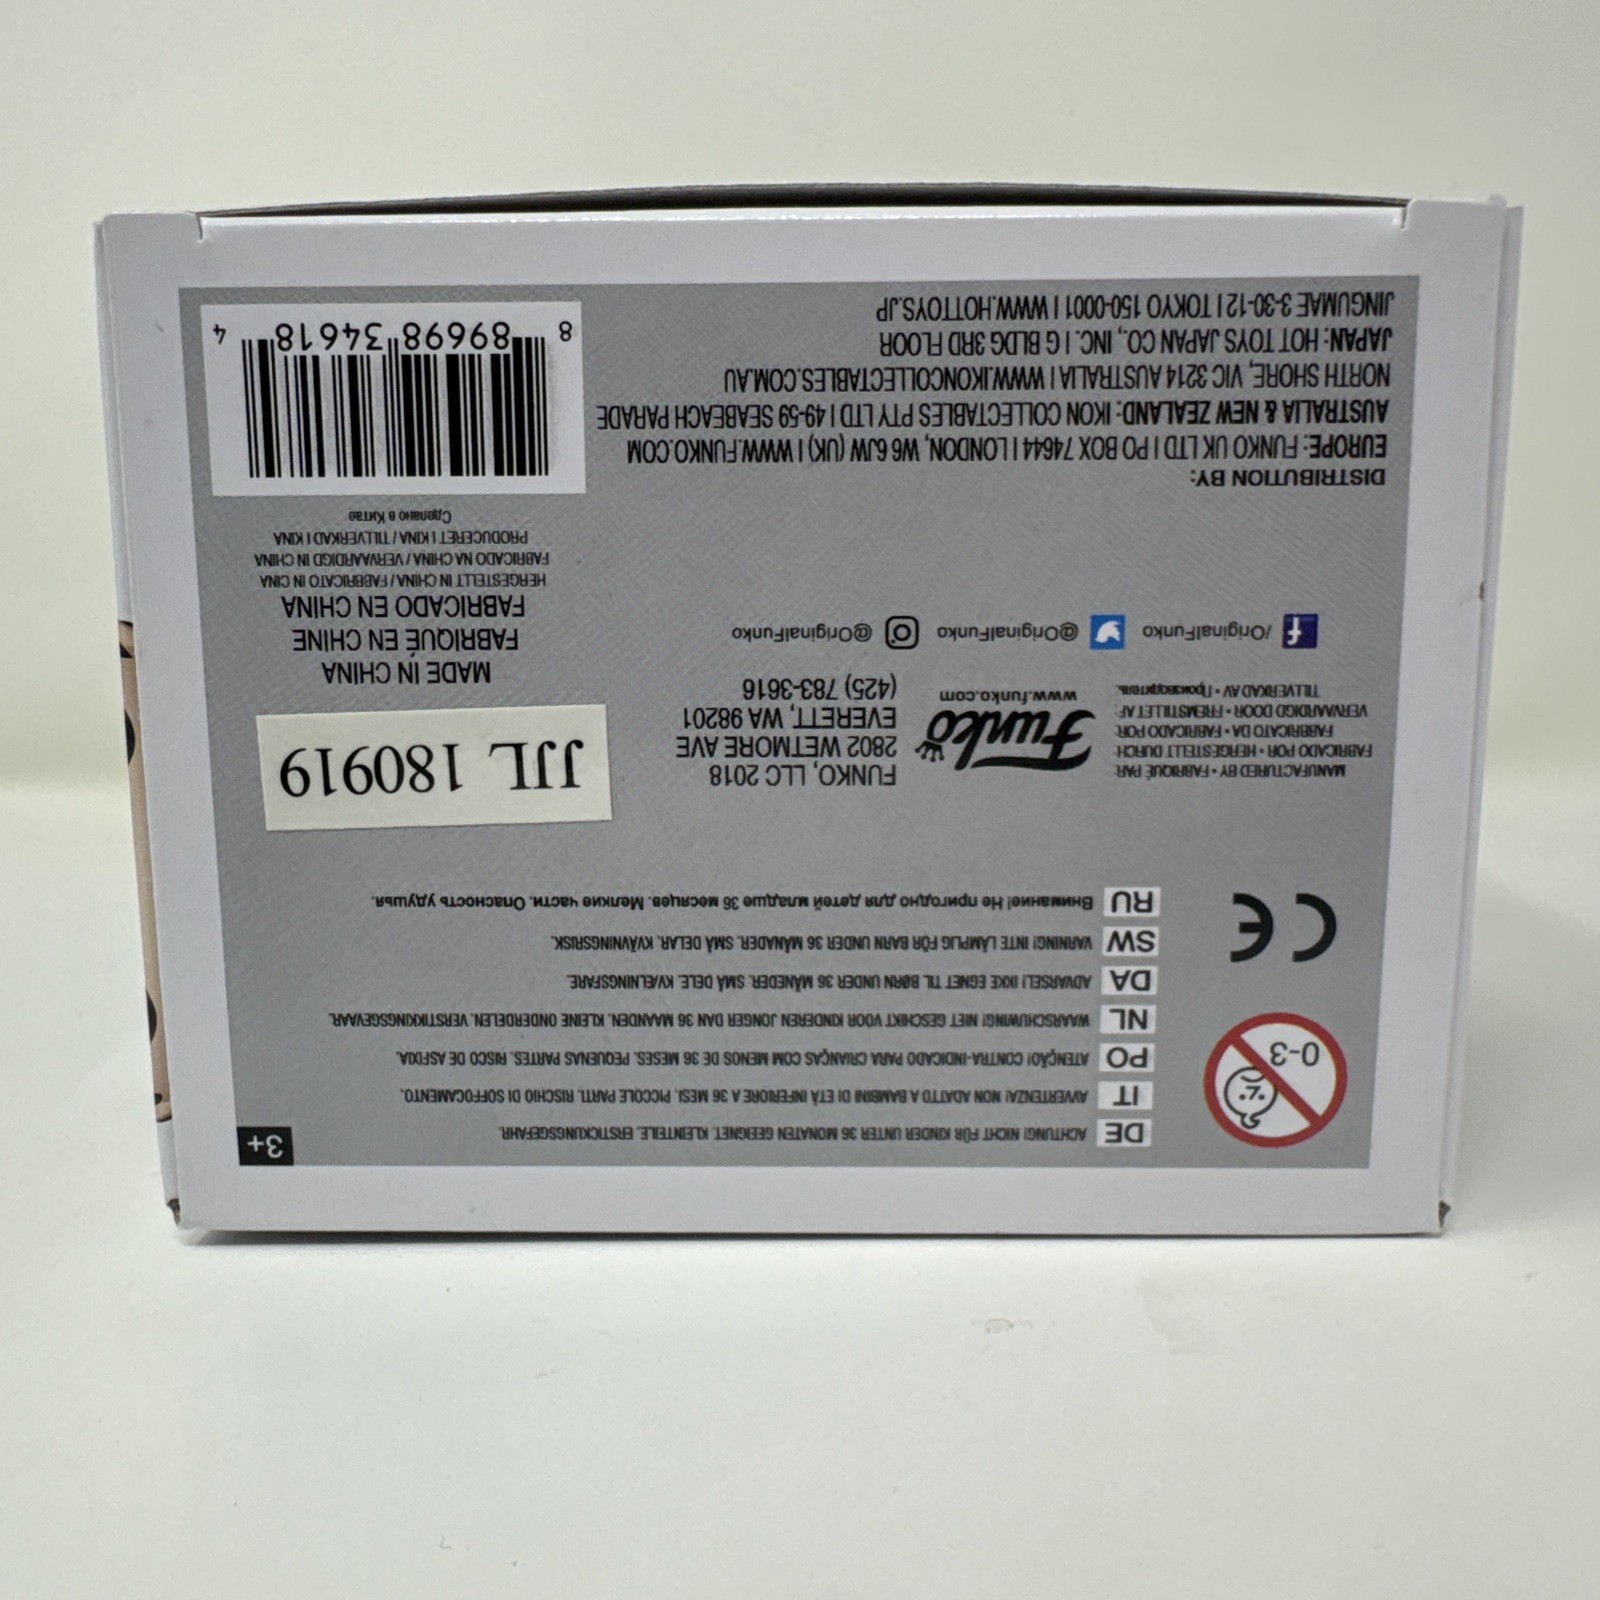 3+
DE ACHTUNG! NICHT FÜR KINDER UNTER 36 MONATEN GEEIGNET. KLEINTEILE. ERSTICKUNGSGEFAHR.
IT AVVERTENZA! NON ADATTO A BAMBINI DI ETÀ INFERIORE A 36 MESI. PICCOLE PARTI. RISCHIO DI SOFFOCAMENTO.
PO ATENÇÃO! CONTRA-INDICADO PARA CRIANÇAS COM MENOS DE 36 MESES. PEQUENAS PARTES. RISCO DE ASFIXIA.
NL WAARSCHUWING! NIET GESCHIKT VOOR KINDEREN JONGER DAN 36 MAANDEN. KLEINE ONDERDELEN. VERSTIKKINGSGEVAAR.
DA ADVARSEL! IKKE EGNET TIL BØRN UNDER 36 MÅNEDER. SMÅ DELE. KVÆLNINGSFARE.
SW VARNING! INTE LÄMPLIG FÖR BARN UNDER 36 MÅNADER. SMÅ DELAR. KVÄVNINGSRISK.
RU Внимание! Не пригодно для детей младше 36 месяцев. Мелкие части. Опасность удушья.
0-3
CE
MANUFACTURED BY • FABRIQUÉ PAR:
FABRICADO POR • HERGESTELLT DURCH:
FABBRICATO DA • FABRICADO POR:
VERVAARDIGD DOOR • FREMSTILLET AF:
TILLVERKAD AV • Производитель:
Funko
www.funko.com
FUNKO, LLC 2018
2802 WETMORE AVE
EVERETT, WA 98201
(425) 783-3616
JJL 180919
/OriginalFunko @OriginalFunko @OriginalFunko
MADE IN CHINA
FABRIQUÉ EN CHINE
FABRICADO EN CHINA
HERGESTELLT IN CHINA / FABBRICATO IN CINA
FABRICADO NA CHINA / VERVAARDIGD IN CHINA
PRODUCERET I KINA / TILLVERKAD I KINA
Сделано в Китае
DISTRIBUTION BY:
EUROPE: FUNKO UK LTD | PO BOX 74644 | LONDON, W6 6JW (UK) | WWW.FUNKO.COM
AUSTRALIA & NEW ZEALAND: IKON COLLECTABLES PTY LTD | 49-59 SEABEACH PARADE
NORTH SHORE, VIC 3214 AUSTRALIA | WWW.IKONCOLLECTABLES.COM.AU
JAPAN: HOT TOYS JAPAN CO., INC. | G BLDG 3RD FLOOR
JINGUMAE 3-30-12 | TOKYO 150-0001 | WWW.HOTTOYS.JP
8 89698 34618 4